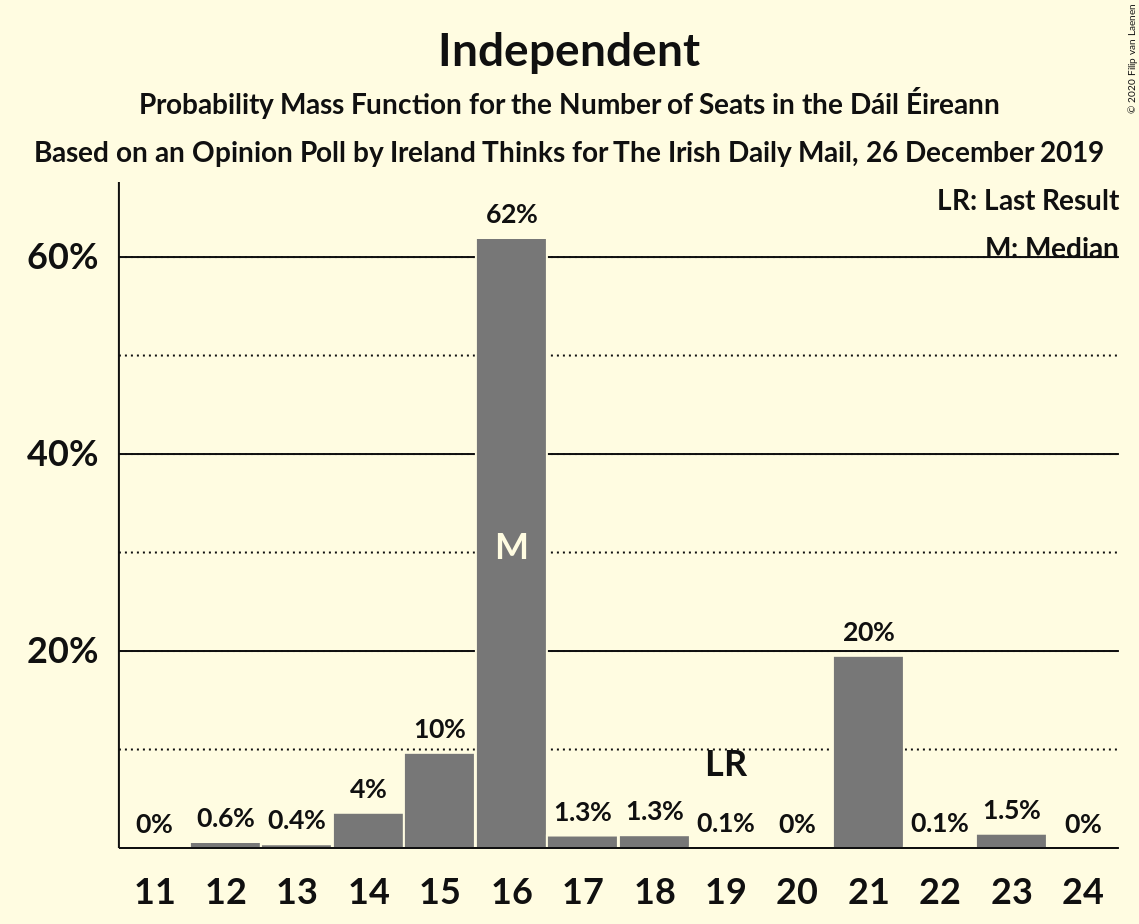 Independent
Probability Mass Function for the Number of Seats in the Dáil Éireann
Based on an Opinion Poll by Ireland Thinks for The Irish Daily Mail, 26 December 2019
© 2020 Filip van Laenen
LR: Last Result
M: Median
60%
40%
20%
0%
0.6%
0.4%
4%
10%
62%
M
1.3%
1.3%
LR
0.1%
0%
20%
0.1%
1.5%
0%
11 12 13 14 15 16 17 18 19 20 21 22 23 24